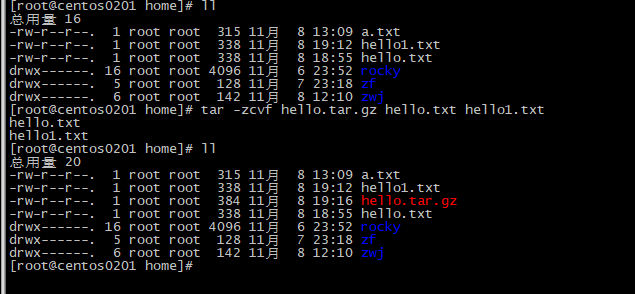 [root@centos0201 home]# ll
总用量 16
-rw-r--r--.  1 root root  315 11月   8 13:09 a.txt
-rw-r--r--.  1 root root  338 11月   8 19:12 hello1.txt
-rw-r--r--.  1 root root  338 11月   8 18:55 hello.txt
drwx------. 16 root root 4096 11月   6 23:52 rocky
drwx------.  5 root root  128 11月   7 23:18 zf
drwx------.  6 root root  142 11月   8 12:10 zwj
[root@centos0201 home]# tar -zcvf hello.tar.gz hello.txt hello1.txt
hello.txt
hello1.txt
[root@centos0201 home]# ll
总用量 20
-rw-r--r--.  1 root root  315 11月   8 13:09 a.txt
-rw-r--r--.  1 root root  338 11月   8 19:12 hello1.txt
-rw-r--r--.  1 root root  384 11月   8 19:16 hello.tar.gz
-rw-r--r--.  1 root root  338 11月   8 18:55 hello.txt
drwx------. 16 root root 4096 11月   6 23:52 rocky
drwx------.  5 root root  128 11月   7 23:18 zf
drwx------.  6 root root  142 11月   8 12:10 zwj
[root@centos0201 home]#